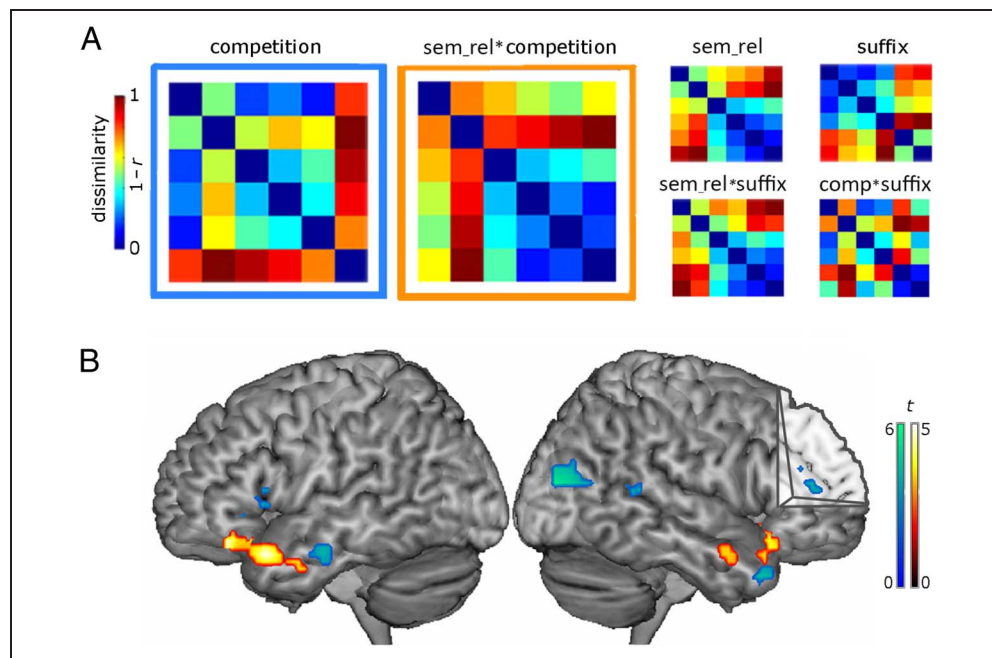 A
competition
sem_rel*competition
sem_rel
suffix
1
dissimilarity
1-r
0
sem_rel*suffix
comp*suffix
B
t
6
5
0
0